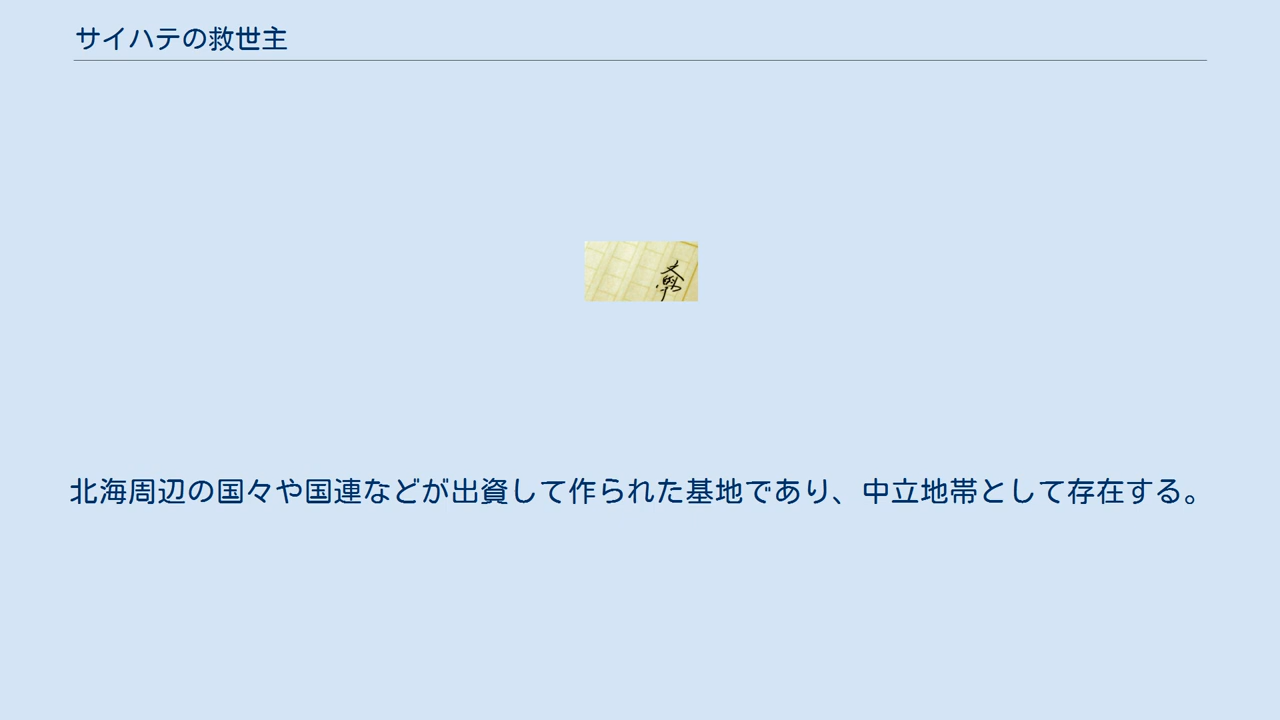 サイハテの救世主
北海周辺の国々や国連などが出資して作られた基地であり、中立地帯として存在する。